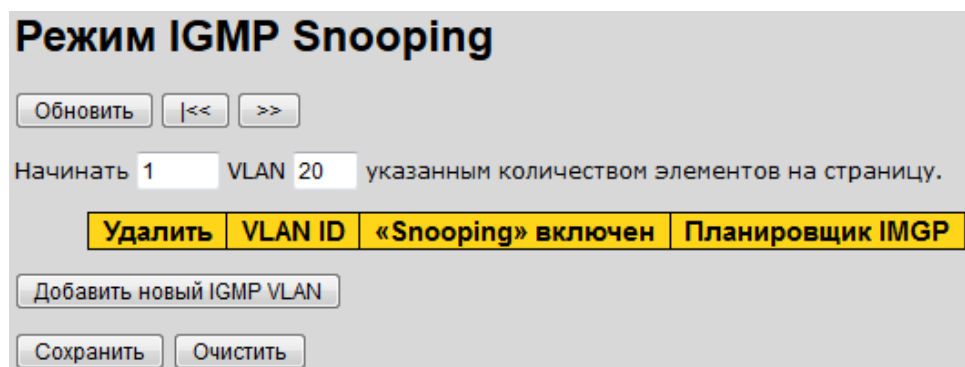 Режим IGMP Snooping
Обновить |<< >>
Начинать 1 VLAN 20 указанным количеством элементов на страницу.
Удалить VLAN ID «Snooping» включен Планировщик IMGP
Добавить новый IGMP VLAN
Сохранить Очистить